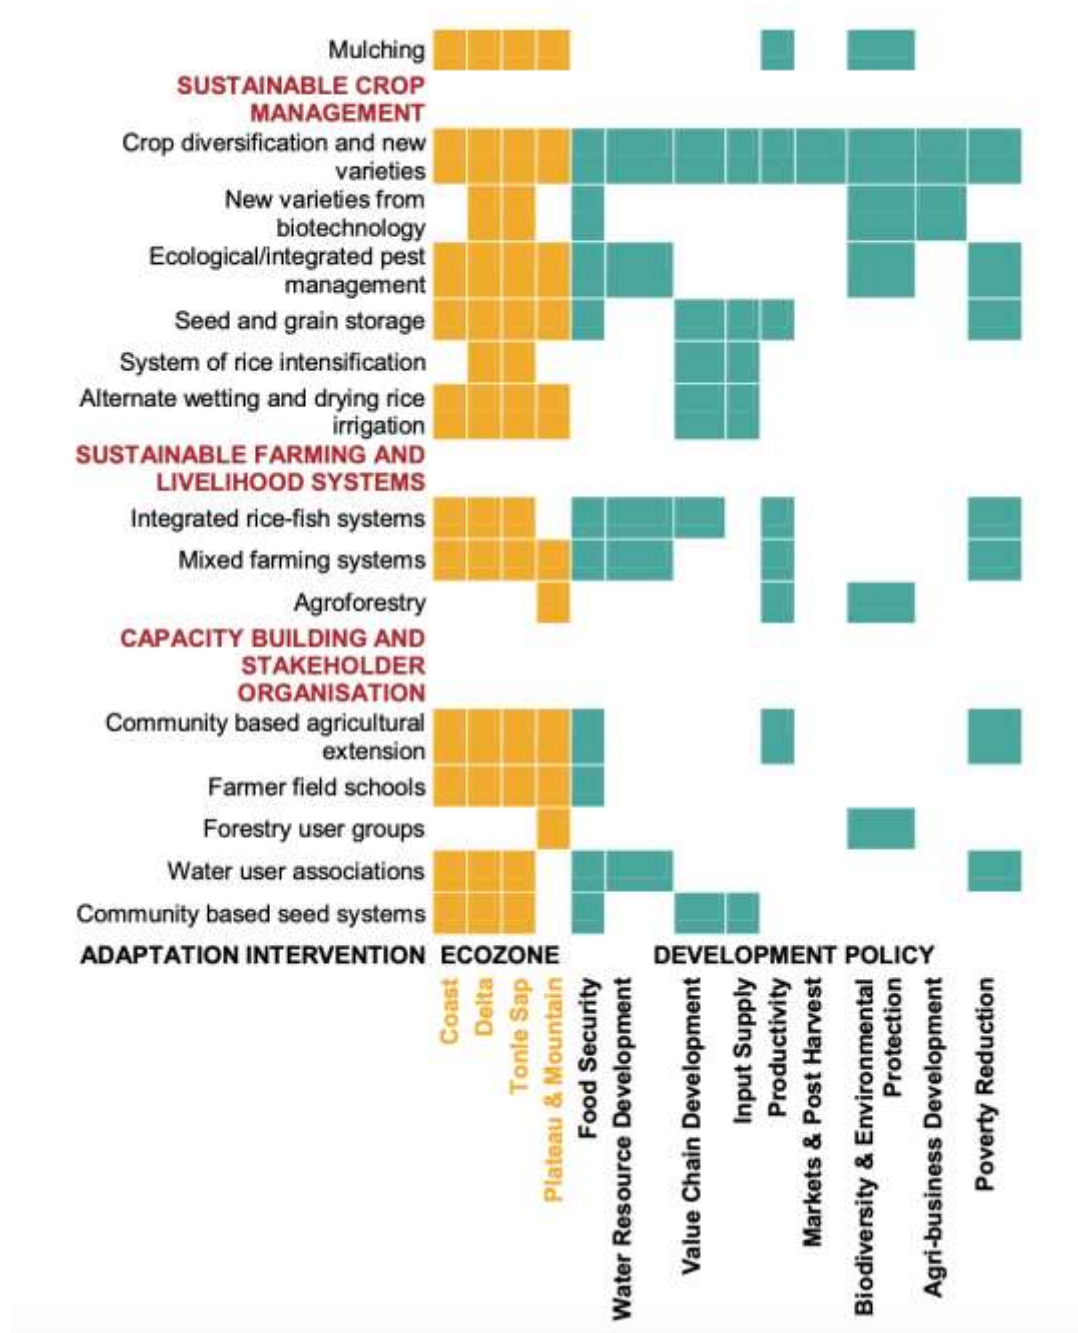 Mulching
SUSTAINABLE CROP
MANAGEMENT
Crop diversification and new
varieties
New varieties from
biotechnology
Ecological/integrated pest
management
Seed and grain storage
System of rice intensification
Alternate wetting and drying rice
irrigation
SUSTAINABLE FARMING AND
LIVELIHOOD SYSTEMS
Integrated rice-fish systems
Mixed farming systems
Agroforestry
CAPACITY BUILDING AND
STAKEHOLDER
ORGANISATION
Community based agricultural
extension
Farmer field schools
Forestry user groups
Water user associations
Community based seed systems
ADAPTATION INTERVENTION ECOZONE DEVELOPMENT POLICY
Coast
Delta
Tonle Sap
Plateau & Mountain
Food Security
Water Resource Development
Value Chain Development
Input Supply
Productivity
Markets & Post Harvest
Biodiversity & Environmental
Protection
Agri-business Development
Poverty Reduction